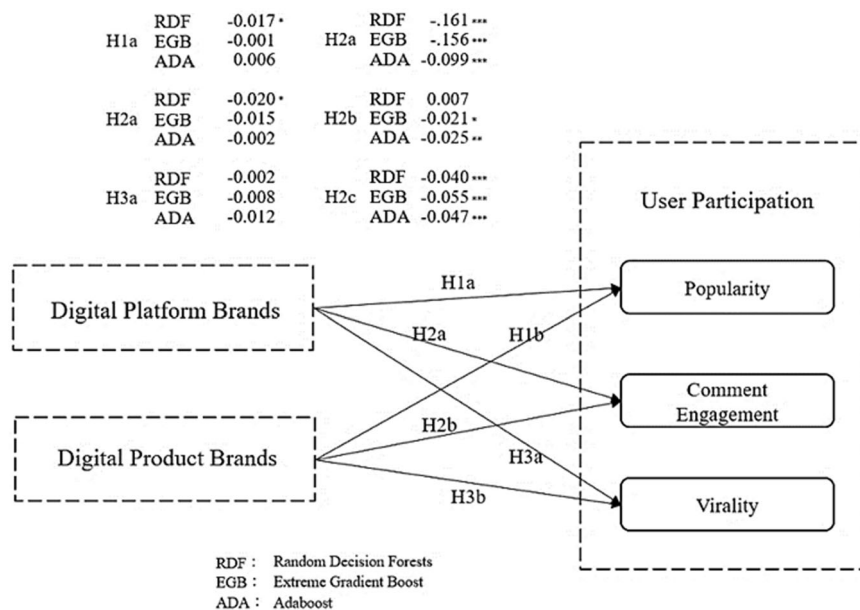 RDF -0.017 * RDF -.161 ***
H1a EGB -0.001 H2a EGB -.156 ***
ADA 0.006 ADA -0.099 ***
RDF -0.020 * RDF 0.007
H2a EGB -0.015 H2b EGB -0.021 *
ADA -0.002 ADA -0.025 **
RDF -0.002 RDF -0.040 ***
H3a EGB -0.008 H2c EGB -0.055 ***
ADA -0.012 ADA -0.047 ***
User Participation
Digital Platform Brands
H1a
Popularity
H2a
H1b
Comment
Engagement
H2b
Digital Product Brands
H3a
H3b
Virality
RDF : Random Decision Forests
EGB : Extreme Gradient Boost
ADA : Adaboost